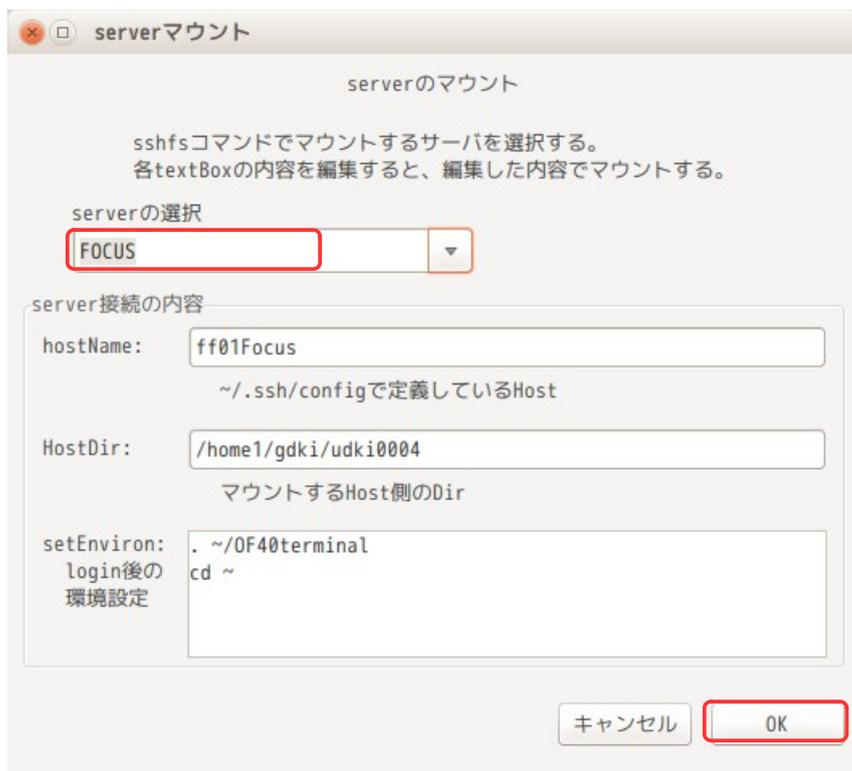 serverマウント
serverのマウント
sshfsコマンドでマウントするサーバを選択する。
各textBoxの内容を編集すると、編集した内容でマウントする。
serverの選択
FOCUS
server接続の内容
hostName:
ff01Focus
~/.ssh/configで定義しているHost
HostDir:
/home1/gdki/udki0004
マウントするHost側のDir
setEnviron:
login後の
環境設定
. ~/OF40terminal
cd ~
キャンセル
OK